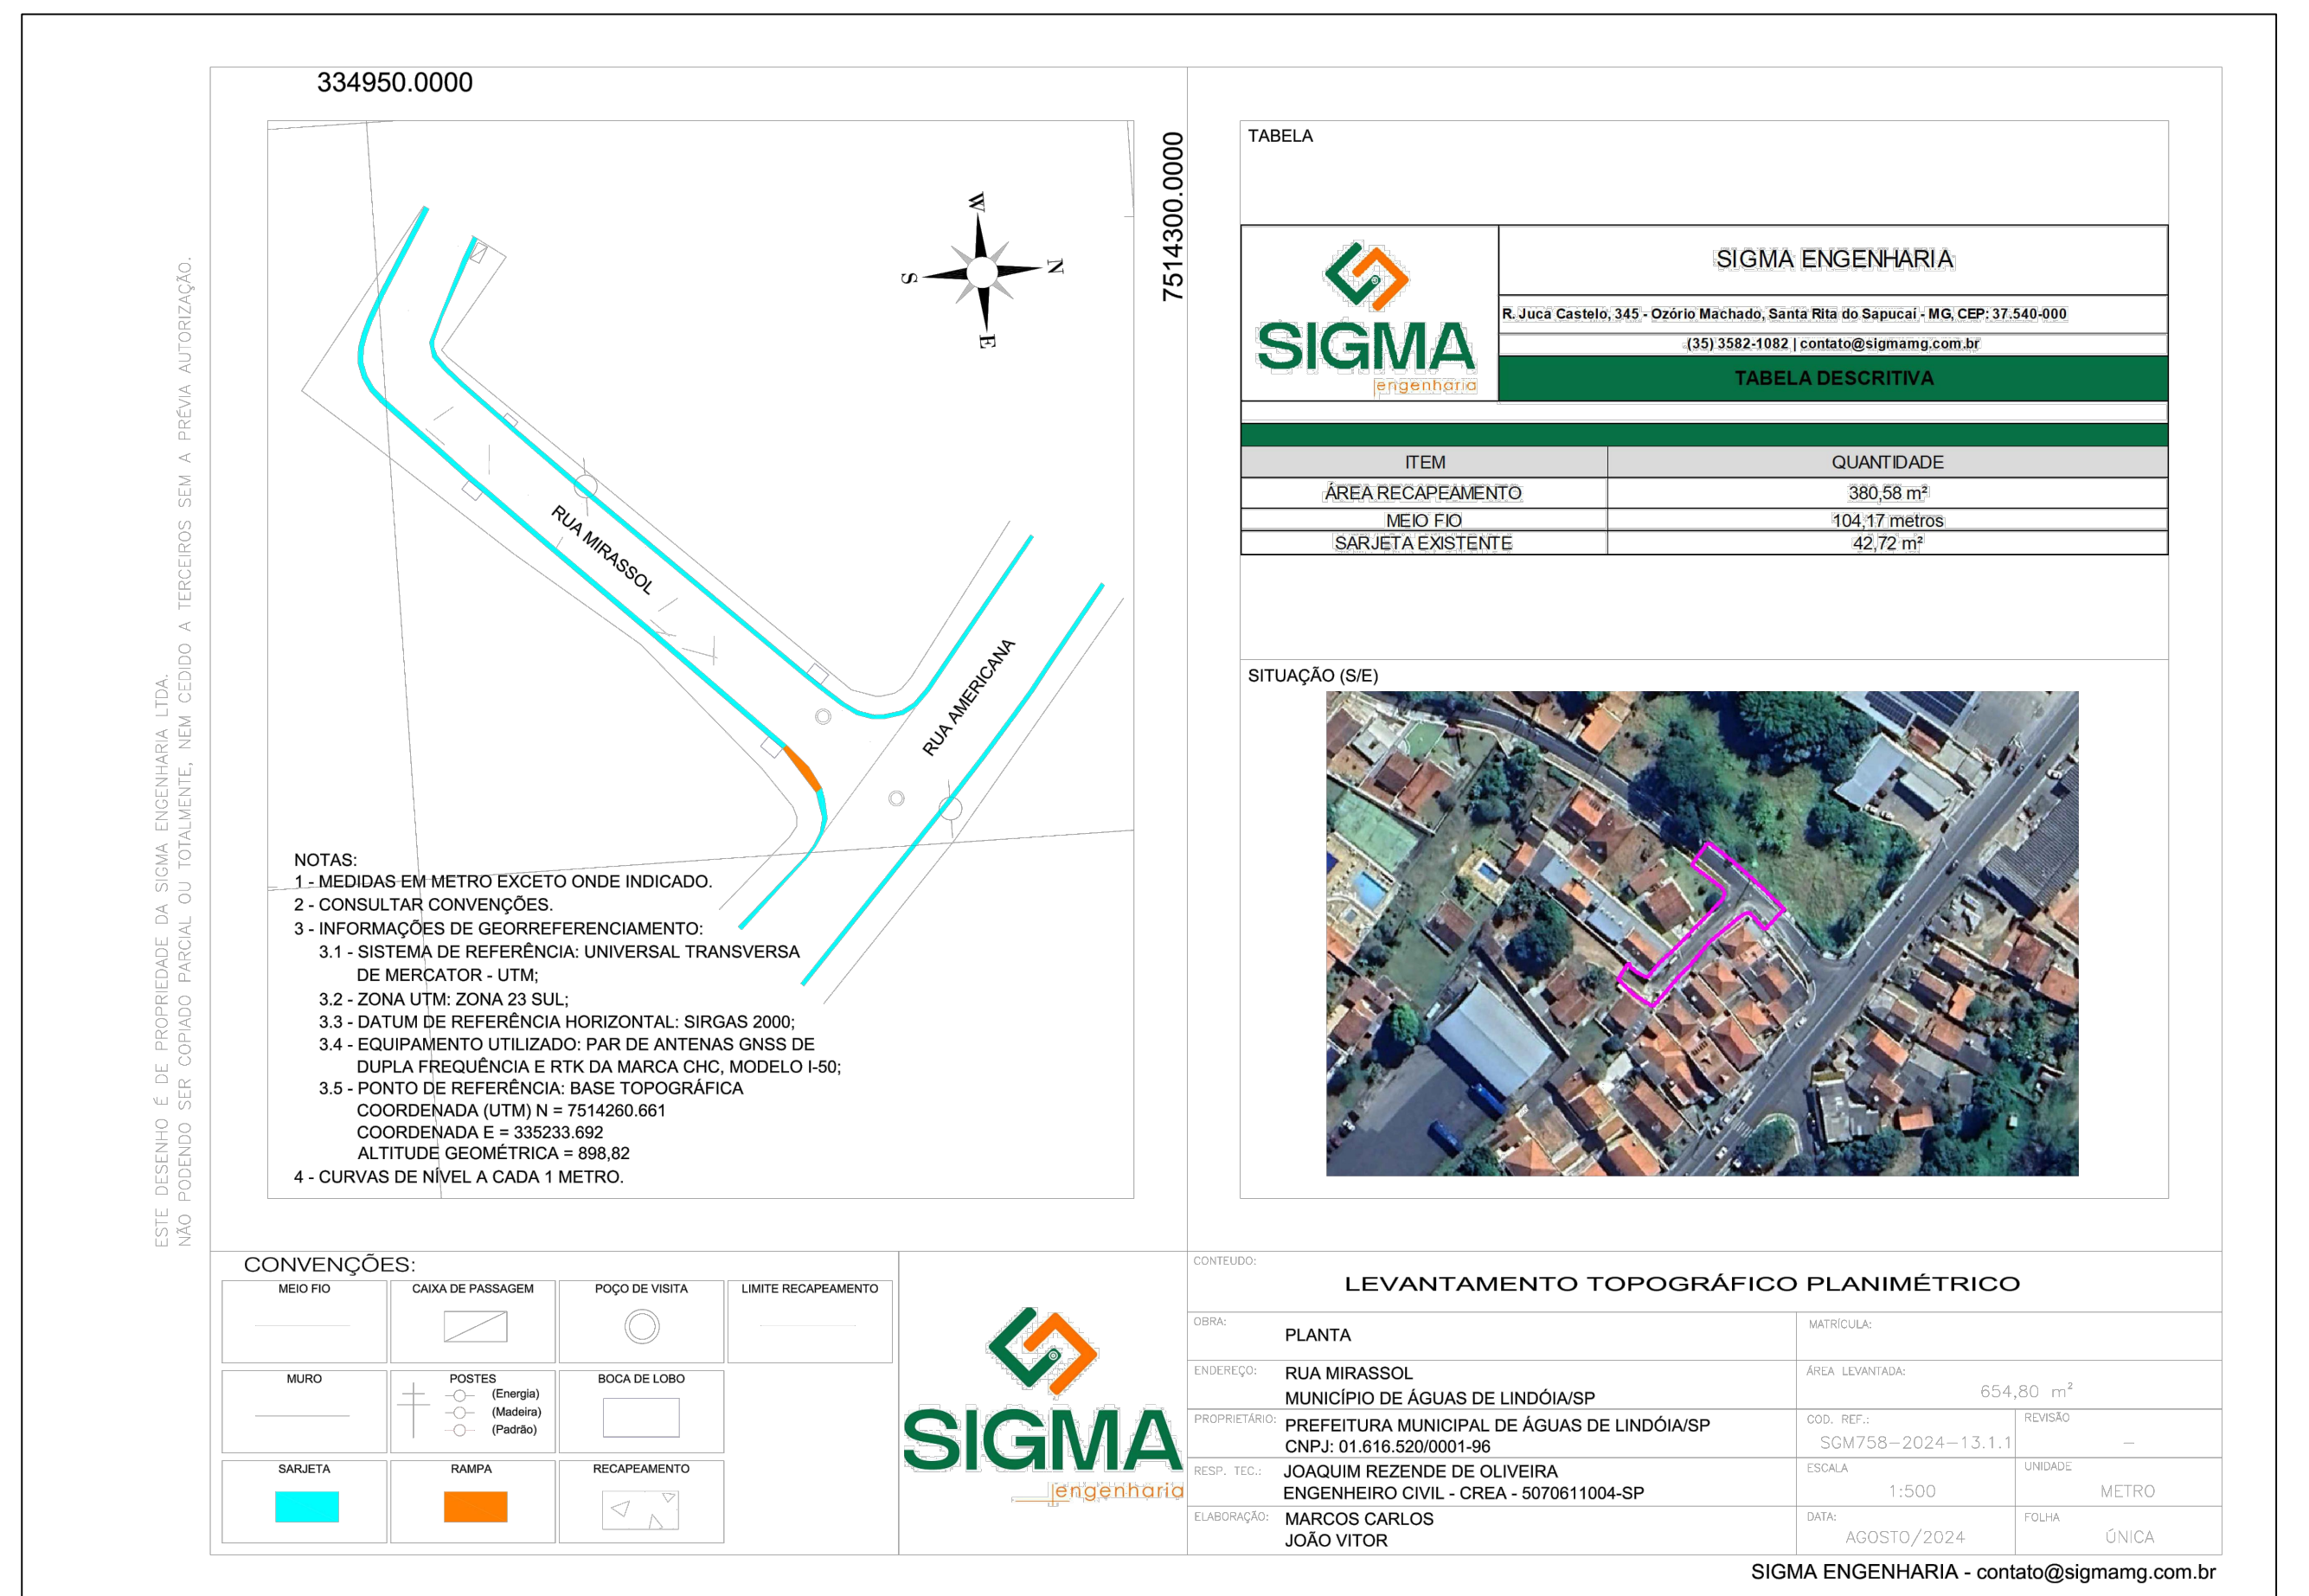 334950.0000
7514300.0000
ESTE DESENHO É DE PROPRIEDADE DA SIGMA ENGENHARIA LTDA.
NÃO PODENDO SER COPIADO PARCIAL OU TOTALMENTE, NEM CEDIDO A TERCEIROS SEM A PRÉVIA AUTORIZAÇÃO.
W
N
S
E
RUA MIRASSOL
RUA AMERICANA
NOTAS:
1 - MEDIDAS EM METRO EXCETO ONDE INDICADO.
2 - CONSULTAR CONVENÇÕES.
3 - INFORMAÇÕES DE GEORREFERENCIAMENTO:
3.1 - SISTEMA DE REFERÊNCIA: UNIVERSAL TRANSVERSA
DE MERCATOR - UTM;
3.2 - ZONA UTM: ZONA 23 SUL;
3.3 - DATUM DE REFERÊNCIA HORIZONTAL: SIRGAS 2000;
3.4 - EQUIPAMENTO UTILIZADO: PAR DE ANTENAS GNSS DE
DUPLA FREQUÊNCIA E RTK DA MARCA CHC, MODELO I-50;
3.5 - PONTO DE REFERÊNCIA: BASE TOPOGRÁFICA
COORDENADA (UTM) N = 7514260.661
COORDENADA E = 335233.692
ALTITUDE GEOMÉTRICA = 898,82
4 - CURVAS DE NÍVEL A CADA 1 METRO.
TABELA
SIGMA
engenharia
SIGMA ENGENHARIA
R. Juca Castelo, 345 - Ozório Machado, Santa Rita do Sapucaí - MG, CEP: 37.540-000
(35) 3582-1082 | contato@sigmamg.com.br
TABELA DESCRITIVA
ITEM QUANTIDADE
ÁREA RECAPEAMENTO 380,58 m²
MEIO FIO 104,17 metros
SARJETA EXISTENTE 42,72 m²
SITUAÇÃO (S/E)
CONVENÇÕES:
MEIO FIO
CAIXA DE PASSAGEM
POÇO DE VISITA
LIMITE RECAPEAMENTO
MURO
POSTES
(Energia)
(Madeira)
(Padrão)
BOCA DE LOBO
SARJETA
RAMPA
RECAPEAMENTO
SIGMA
engenharia
CONTEUDO:
LEVANTAMENTO TOPOGRÁFICO PLANIMÉTRICO
OBRA:
PLANTA
MATRÍCULA:
ENDEREÇO:
RUA MIRASSOL
MUNICÍPIO DE ÁGUAS DE LINDÓIA/SP
ÁREA LEVANTADA:
654,80 m²
PROPRIETÁRIO:
PREFEITURA MUNICIPAL DE ÁGUAS DE LINDÓIA/SP
CNPJ: 01.616.520/0001-96
COD. REF.:
SGM758-2024-13.1.1
REVISÃO
-
RESP. TEC.:
JOAQUIM REZENDE DE OLIVEIRA
ENGENHEIRO CIVIL - CREA - 5070611004-SP
ESCALA
1:500
UNIDADE
METRO
ELABORAÇÃO:
MARCOS CARLOS
JOÃO VITOR
DATA:
AGOSTO/2024
FOLHA
ÚNICA
SIGMA ENGENHARIA - contato@sigmamg.com.br